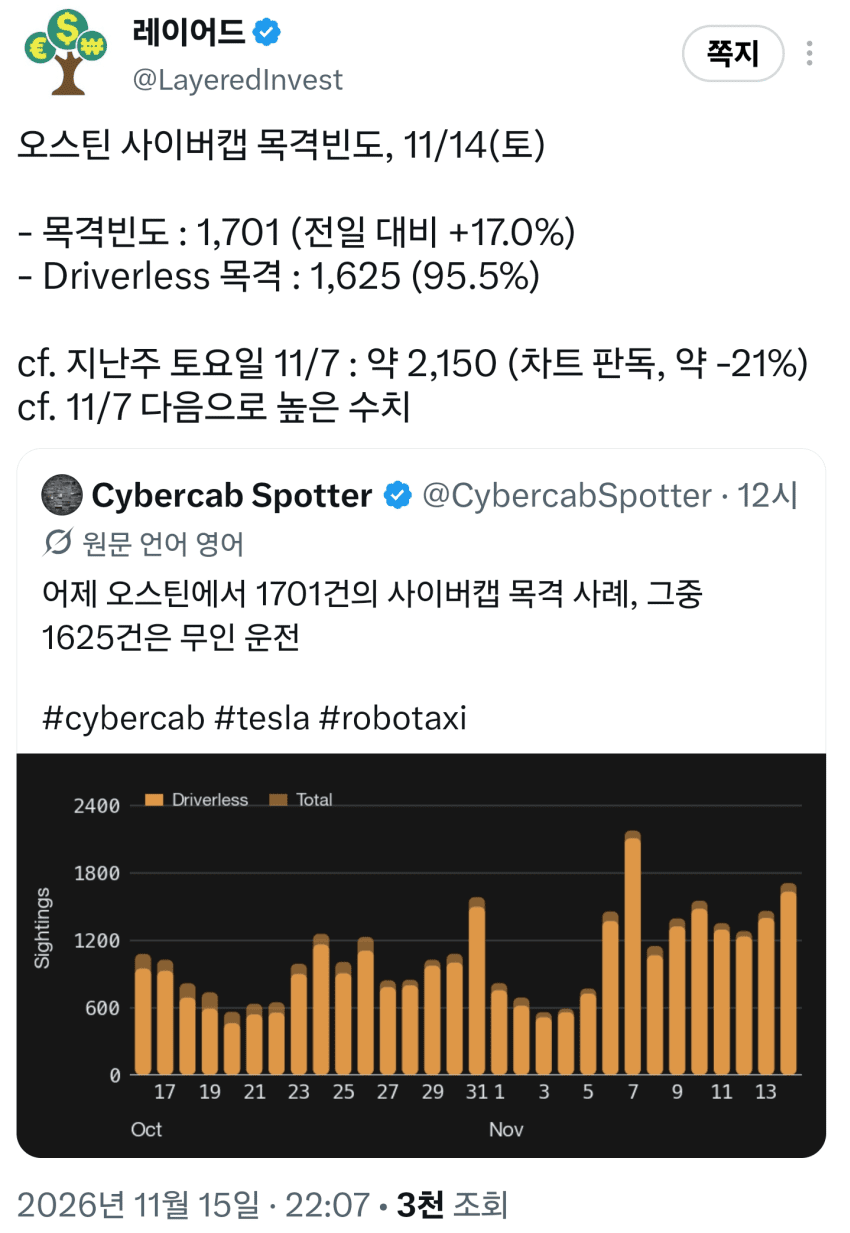 레이어드
@LayeredInvest
쪽지
오스틴 사이버캡 목격빈도, 11/14(토)
- 목격빈도 : 1,701 (전일 대비 +17.0%)
- Driverless 목격 : 1,625 (95.5%)
cf. 지난주 토요일 11/7 : 약 2,150 (차트 판독, 약 -21%)
cf. 11/7 다음으로 높은 수치
Cybercab Spotter @CybercabSpotter · 12시
원문 언어 영어
어제 오스틴에서 1701건의 사이버캡 목격 사례, 그중
1625건은 무인 운전
#cybercab #tesla #robotaxi
Driverless Total
2400
1800
1200
600
0
Sightings
17 19 21 23 25 27 29 31 1 3 5 7 9 11 13
Oct Nov
2026년 11월 15일 · 22:07 • 3천 조회